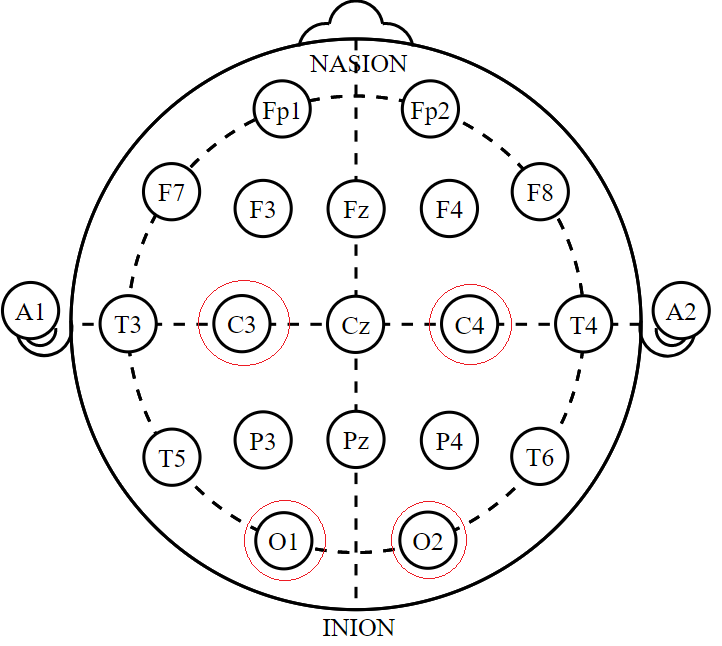 NASION
Fp1 Fp2
F7 F3 Fz F4 F8
A1 T3 C3 Cz C4 T4 A2
T5 P3 Pz P4 T6
O1 O2
INION